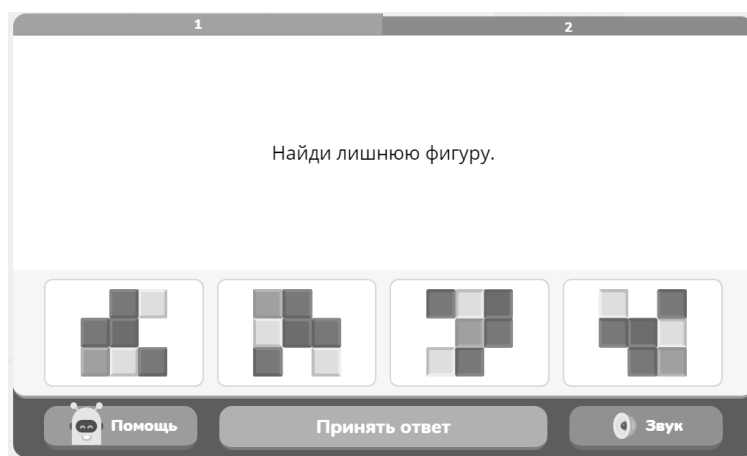 1
2
Найди лишнюю фигуру.
Помощь
Принять ответ
Звук